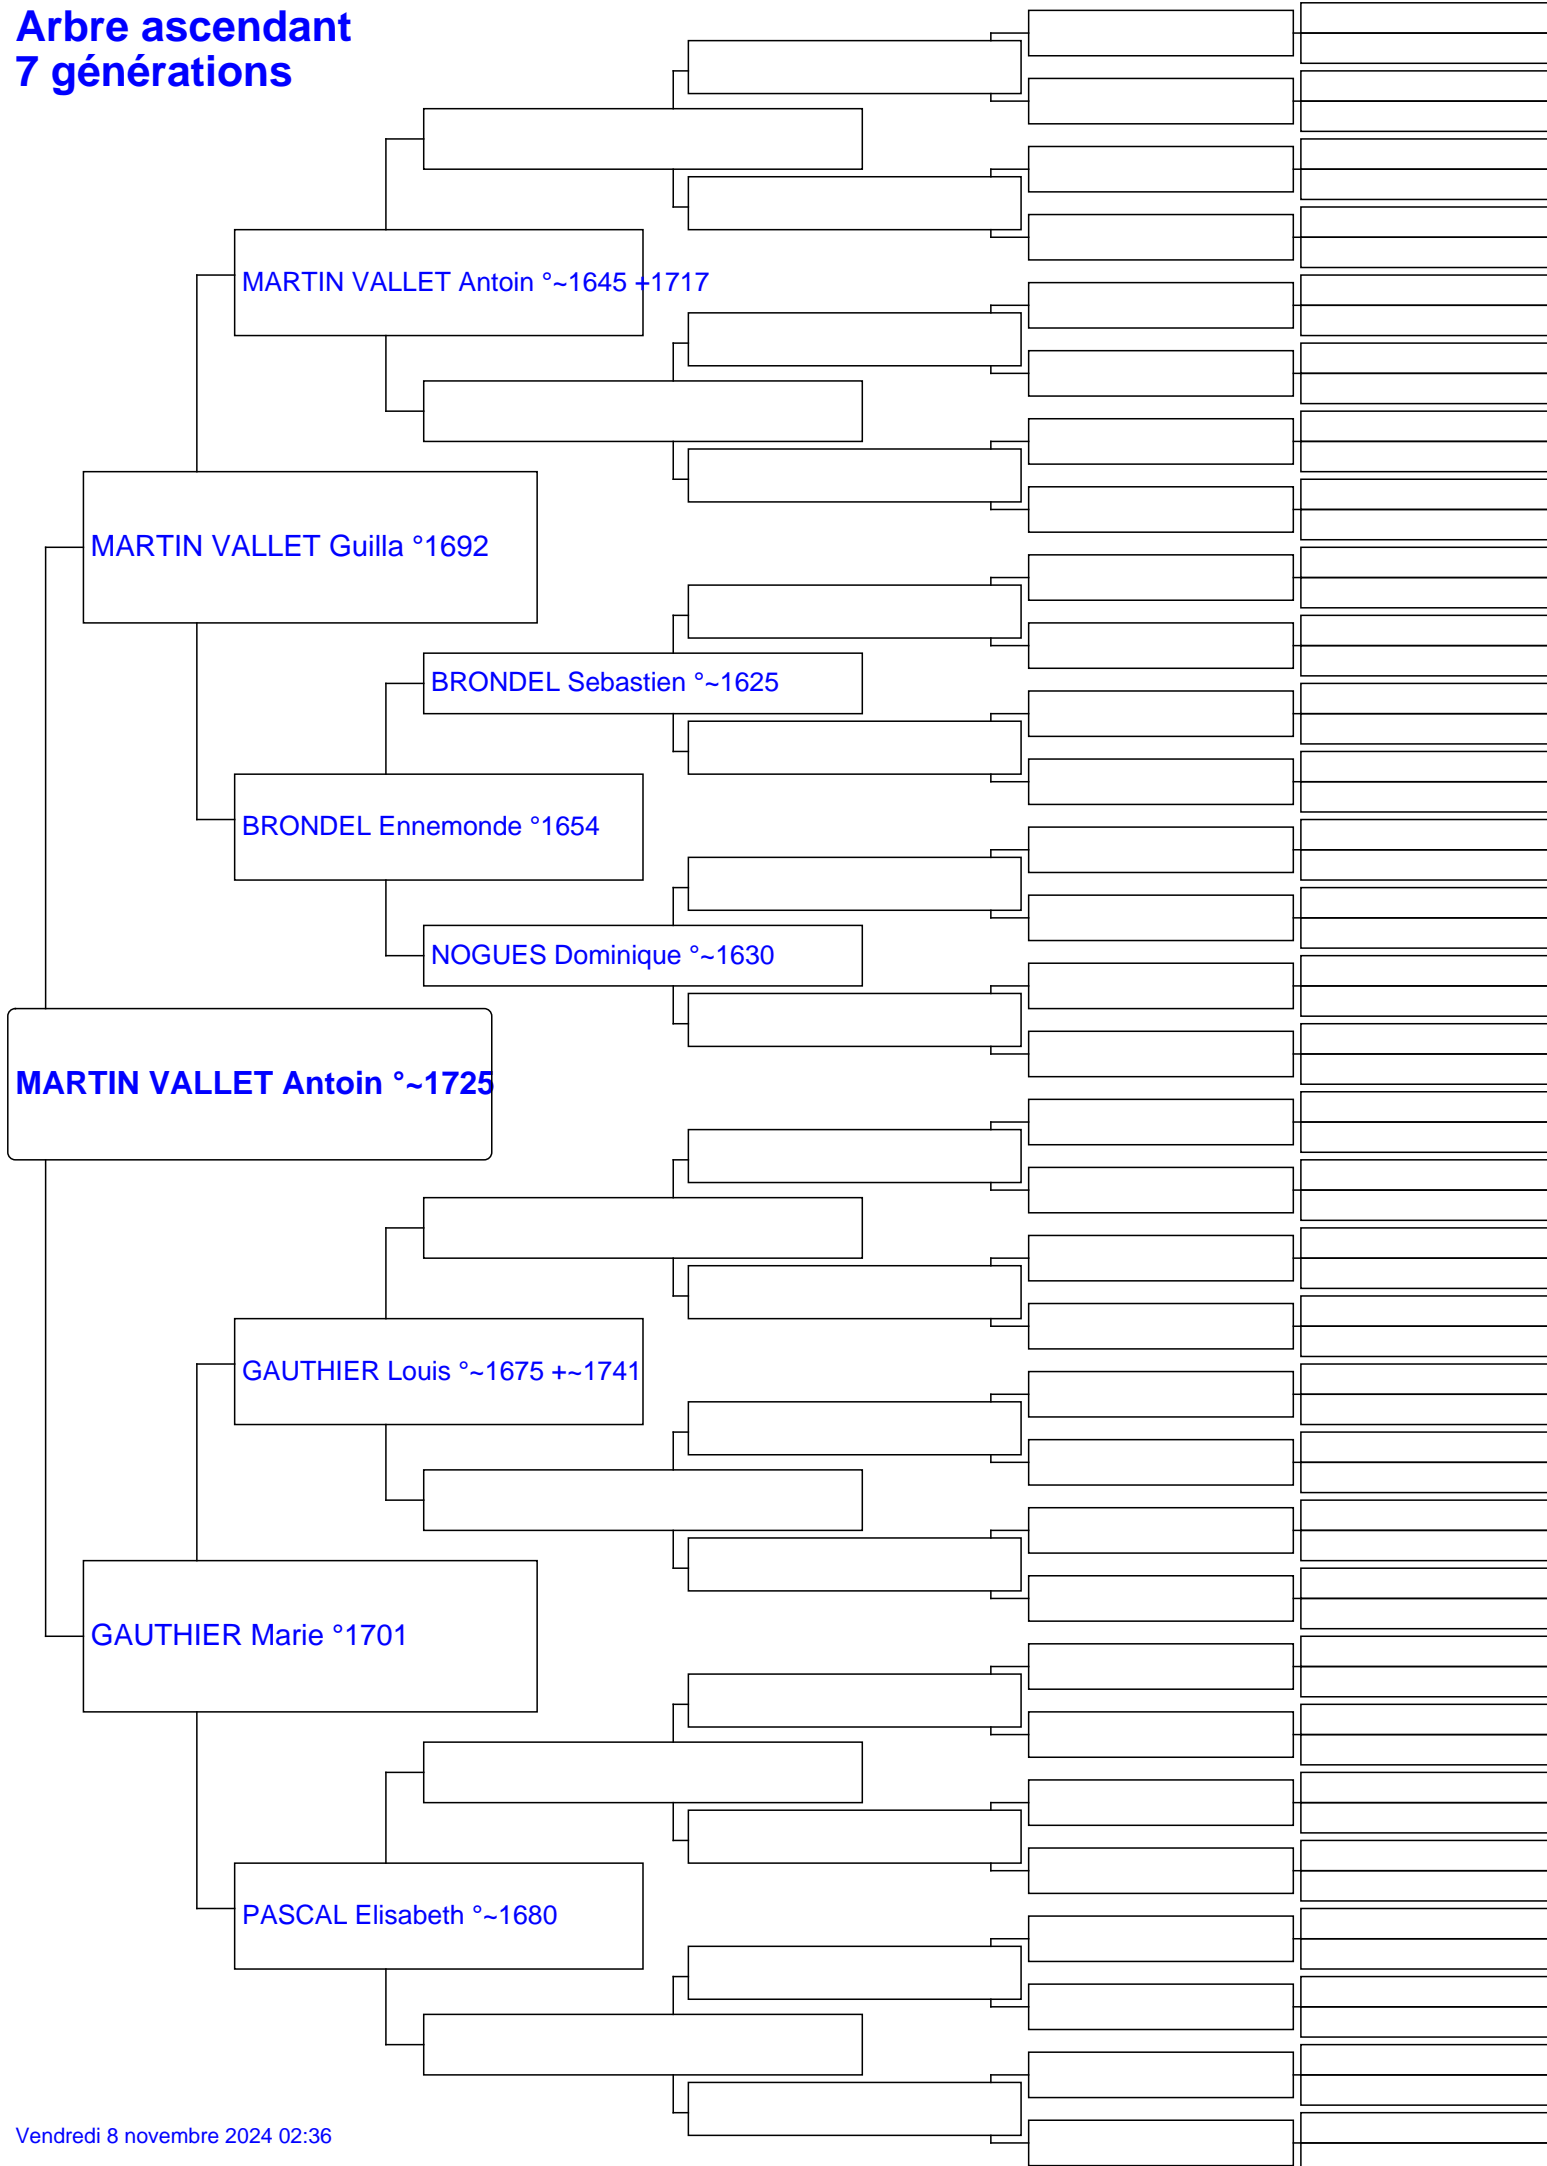 Arbre ascendant
7 générations
MARTIN VALLET Antoin °~1645 +1717
MARTIN VALLET Guilla °1692
BRONDEL Sebastien °~1625
BRONDEL Ennemonde °1654
NOGUES Dominique °~1630
MARTIN VALLET Antoin °~1725
GAUTHIER Louis °~1675 +~1741
GAUTHIER Marie °1701
PASCAL Elisabeth °~1680
Vendredi 8 novembre 2024 02:36